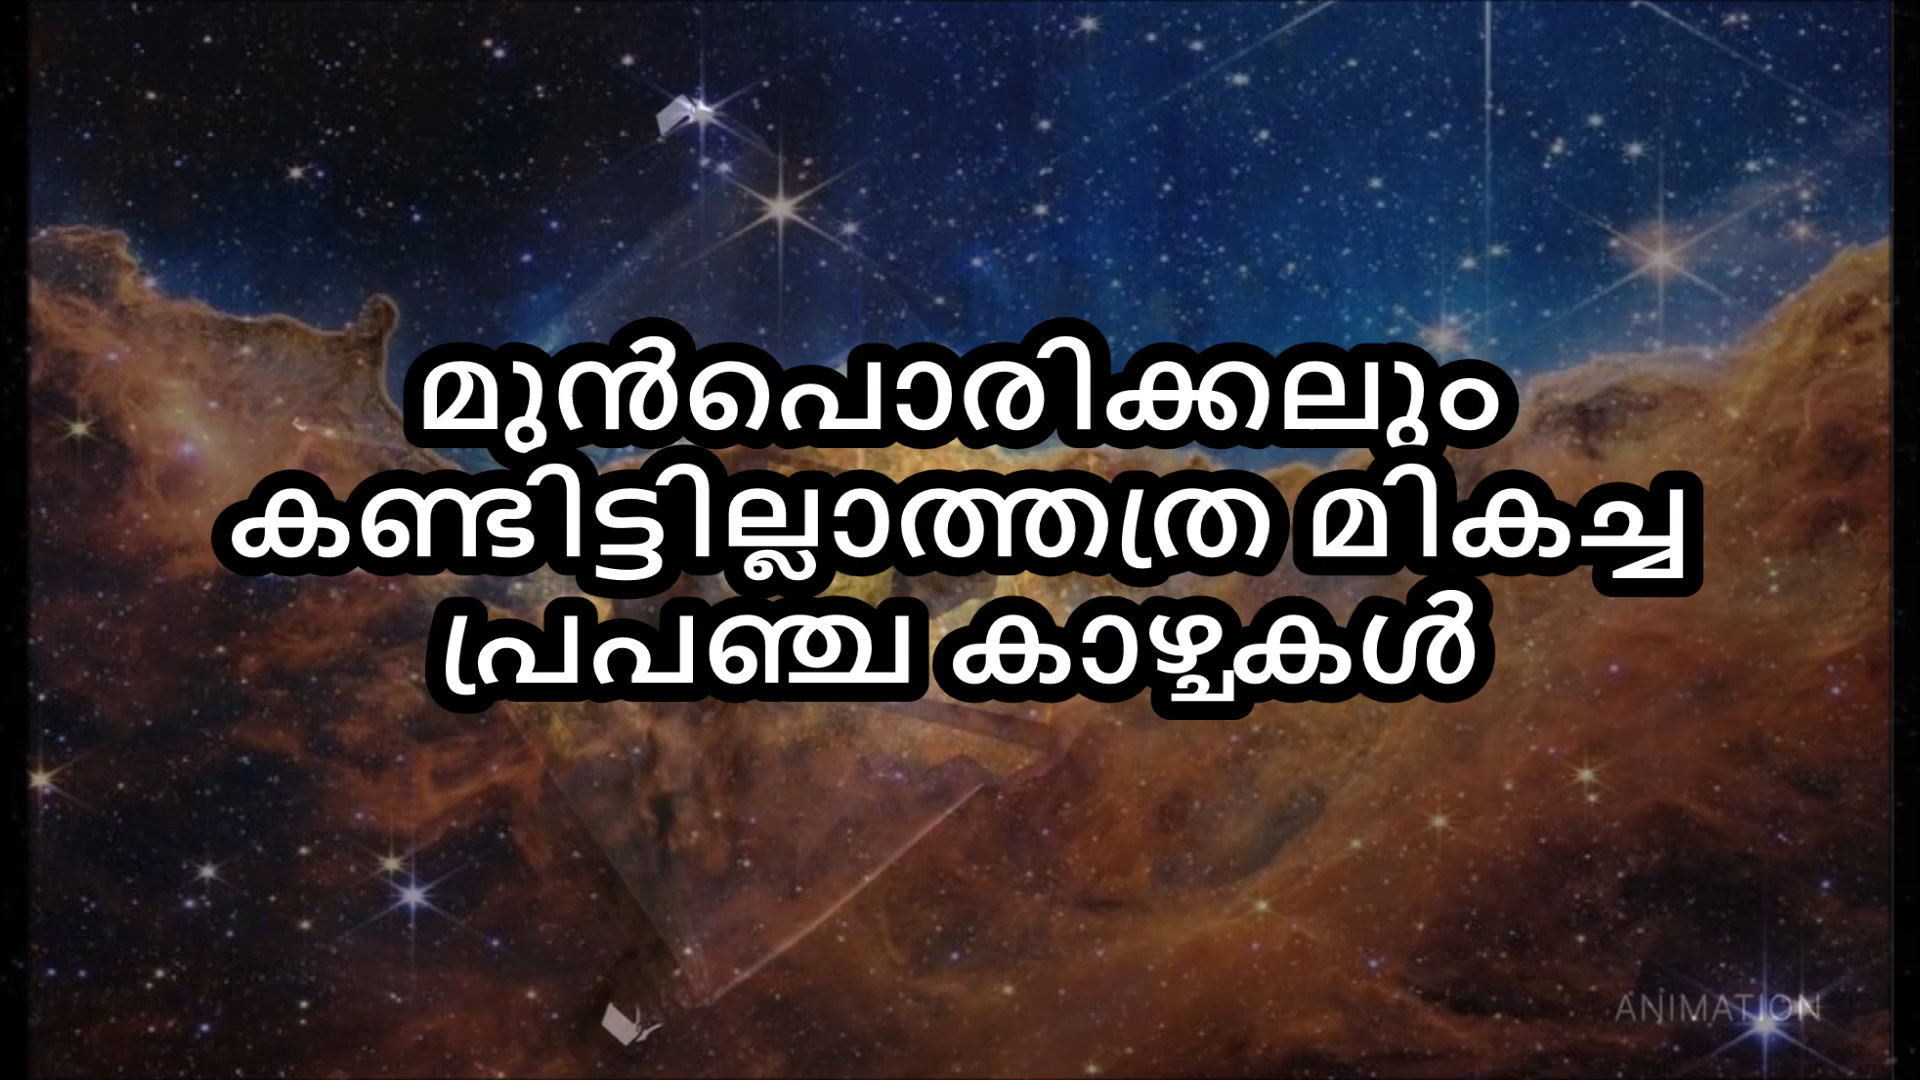 മുൻപൊരിക്കലും
കണ്ടിട്ടില്ലാത്തത്ര മികച്ച
പ്രപഞ്ച കാഴ്ചകൾ
ANIMATION